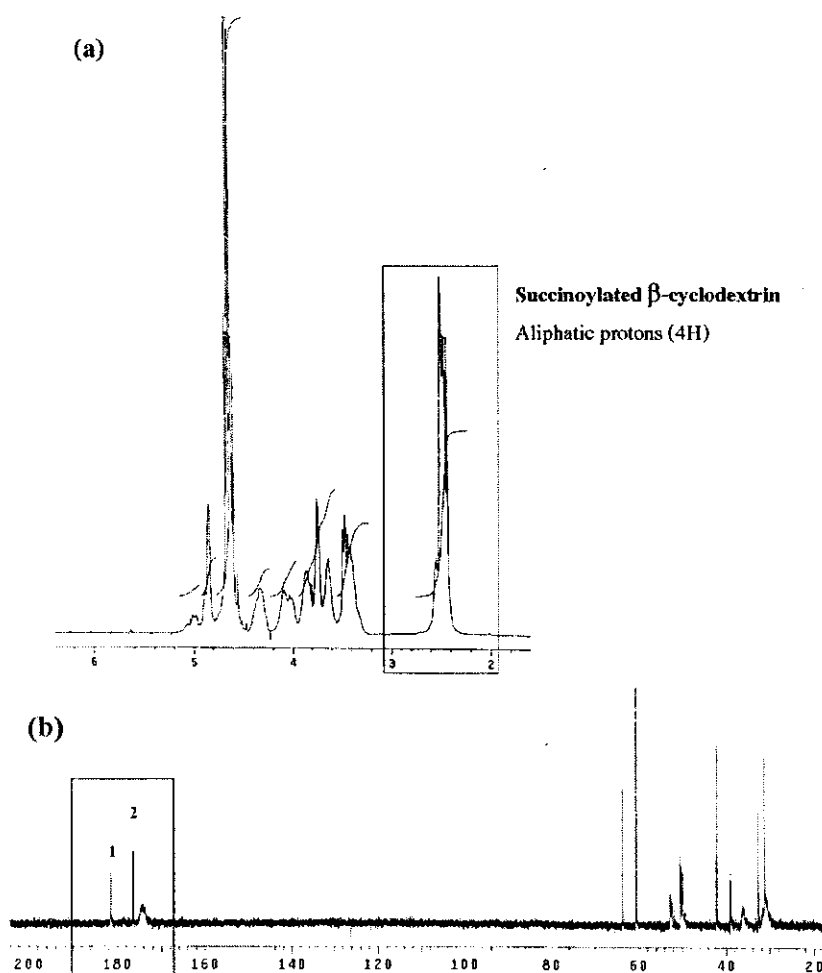 (a)
Succinoylated β-cyclodextrin
Aliphatic protons (4H)
6 5 4 3 2
(b)
2
1
200 180 160 140 120 100 80 60 40 20